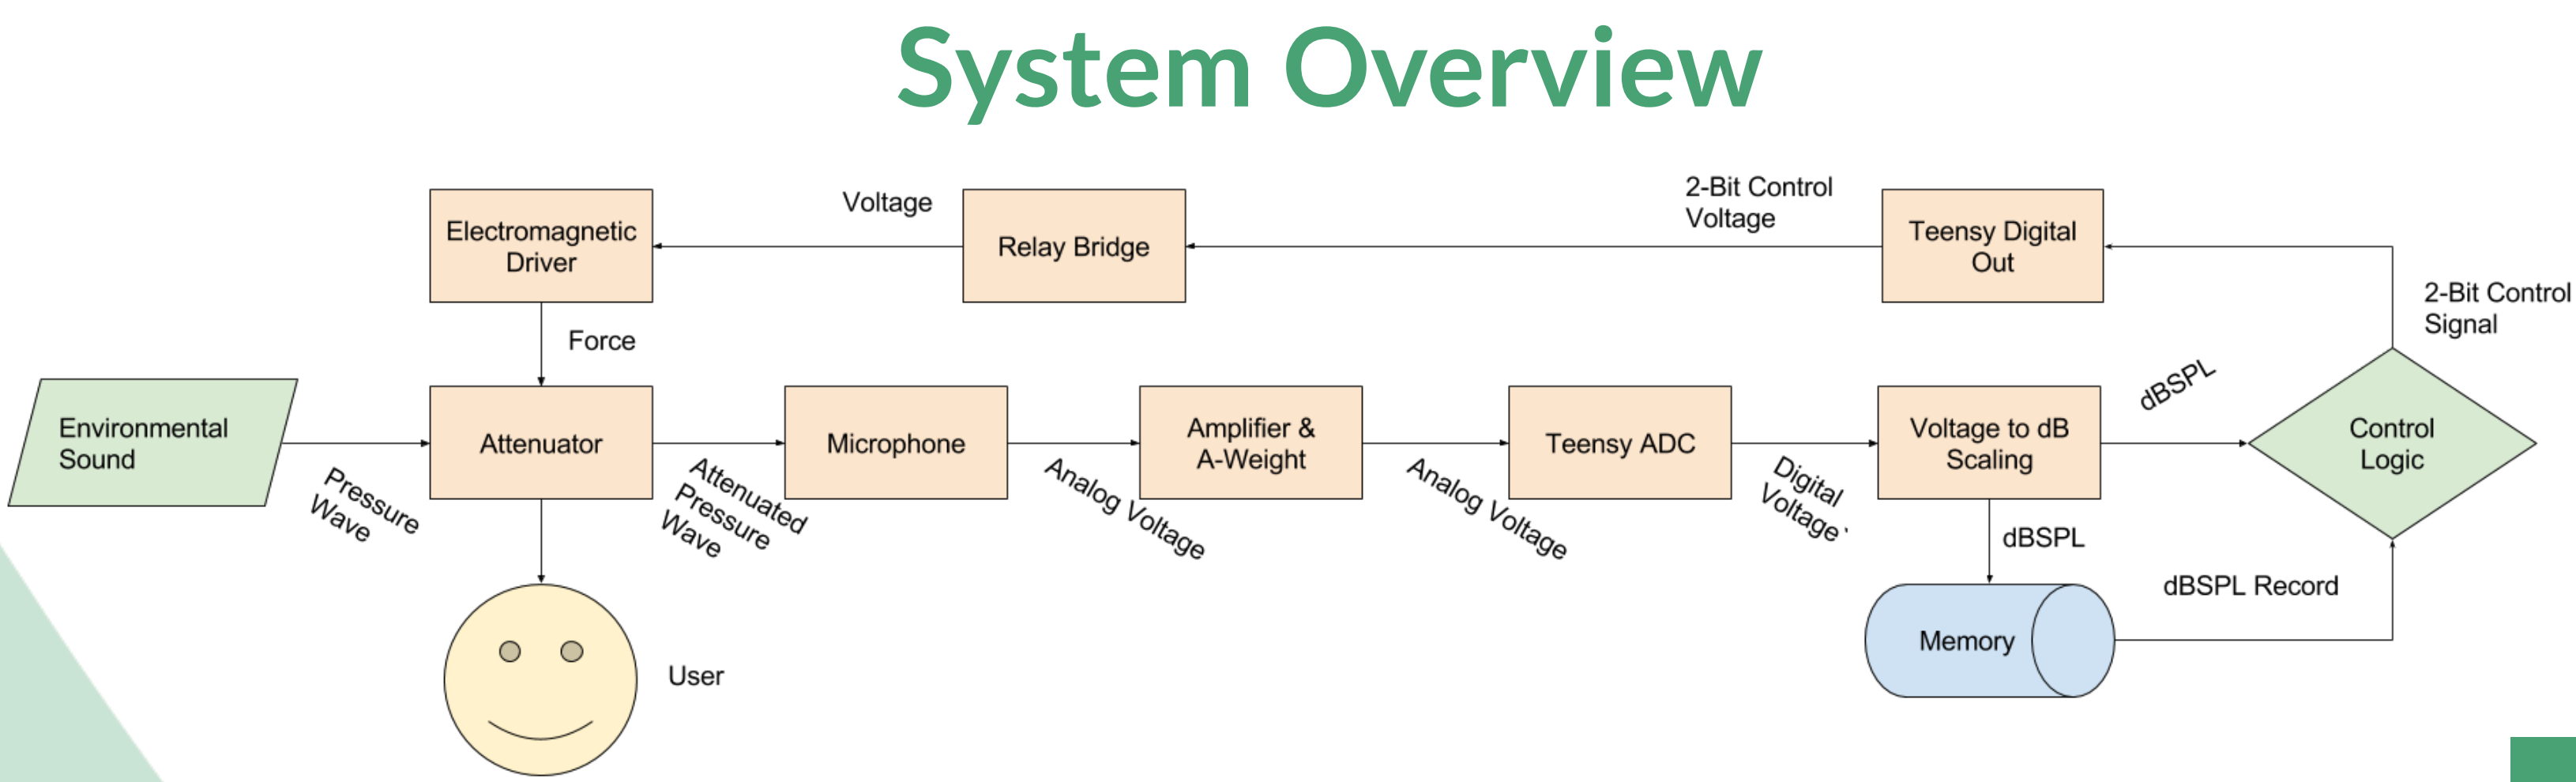 System Overview
Electromagnetic
Driver
Voltage
Relay Bridge
2-Bit Control
Voltage
Teensy Digital
Out
2-Bit Control
Signal
Force
Environmental
Sound
Pressure
Wave
Attenuator
Attenuated
Pressure
Wave
Microphone
Analog Voltage
Amplifier &
A-Weight
Analog Voltage
Teensy ADC
Digital
Voltage`
Voltage to dB
Scaling
dBSPL
Control
Logic
dBSPL
Memory
dBSPL Record
User